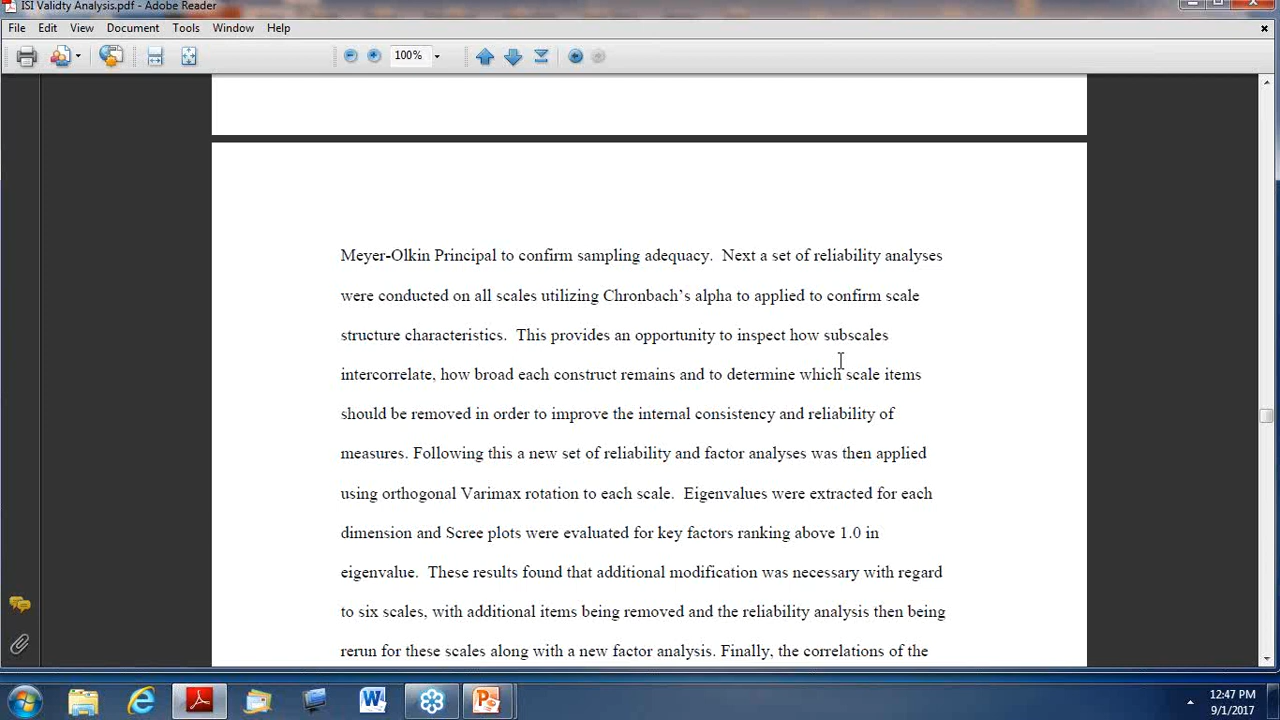 ISI Validty Analysis.pdf - Adobe Reader
File Edit View Document Tools Window Help
100%
Meyer-Olkin Principal to confirm sampling adequacy.  Next a set of reliability analyses
were conducted on all scales utilizing Chronbach’s alpha to applied to confirm scale
structure characteristics.  This provides an opportunity to inspect how subscales
intercorrelate, how broad each construct remains and to determine which scale items
should be removed in order to improve the internal consistency and reliability of
measures. Following this a new set of reliability and factor analyses was then applied
using orthogonal Varimax rotation to each scale.  Eigenvalues were extracted for each
dimension and Scree plots were evaluated for key factors ranking above 1.0 in
eigenvalue.  These results found that additional modification was necessary with regard
to six scales, with additional items being removed and the reliability analysis then being
rerun for these scales along with a new factor analysis. Finally, the correlations of the
12:47 PM
9/1/2017